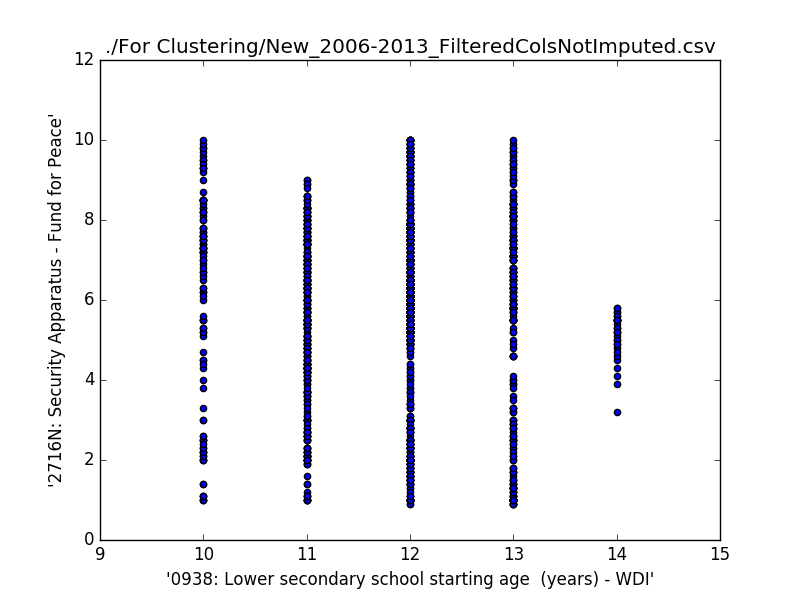 ./For Clustering/New_2006-2013_FilteredColsNotImputed.csv
12
10
8
6
4
2
0
'2716N: Security Apparatus - Fund for Peace'
9 10 11 12 13 14 15
'0938: Lower secondary school starting age  (years) - WDI'